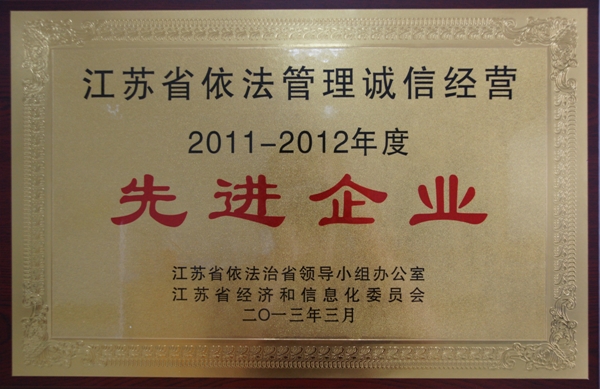 江苏省依法管理诚信经营
2011-2012年度
先进企业
江苏省依法治省领导小组办公室
江苏省经济和信息化委员会
二〇一三年三月